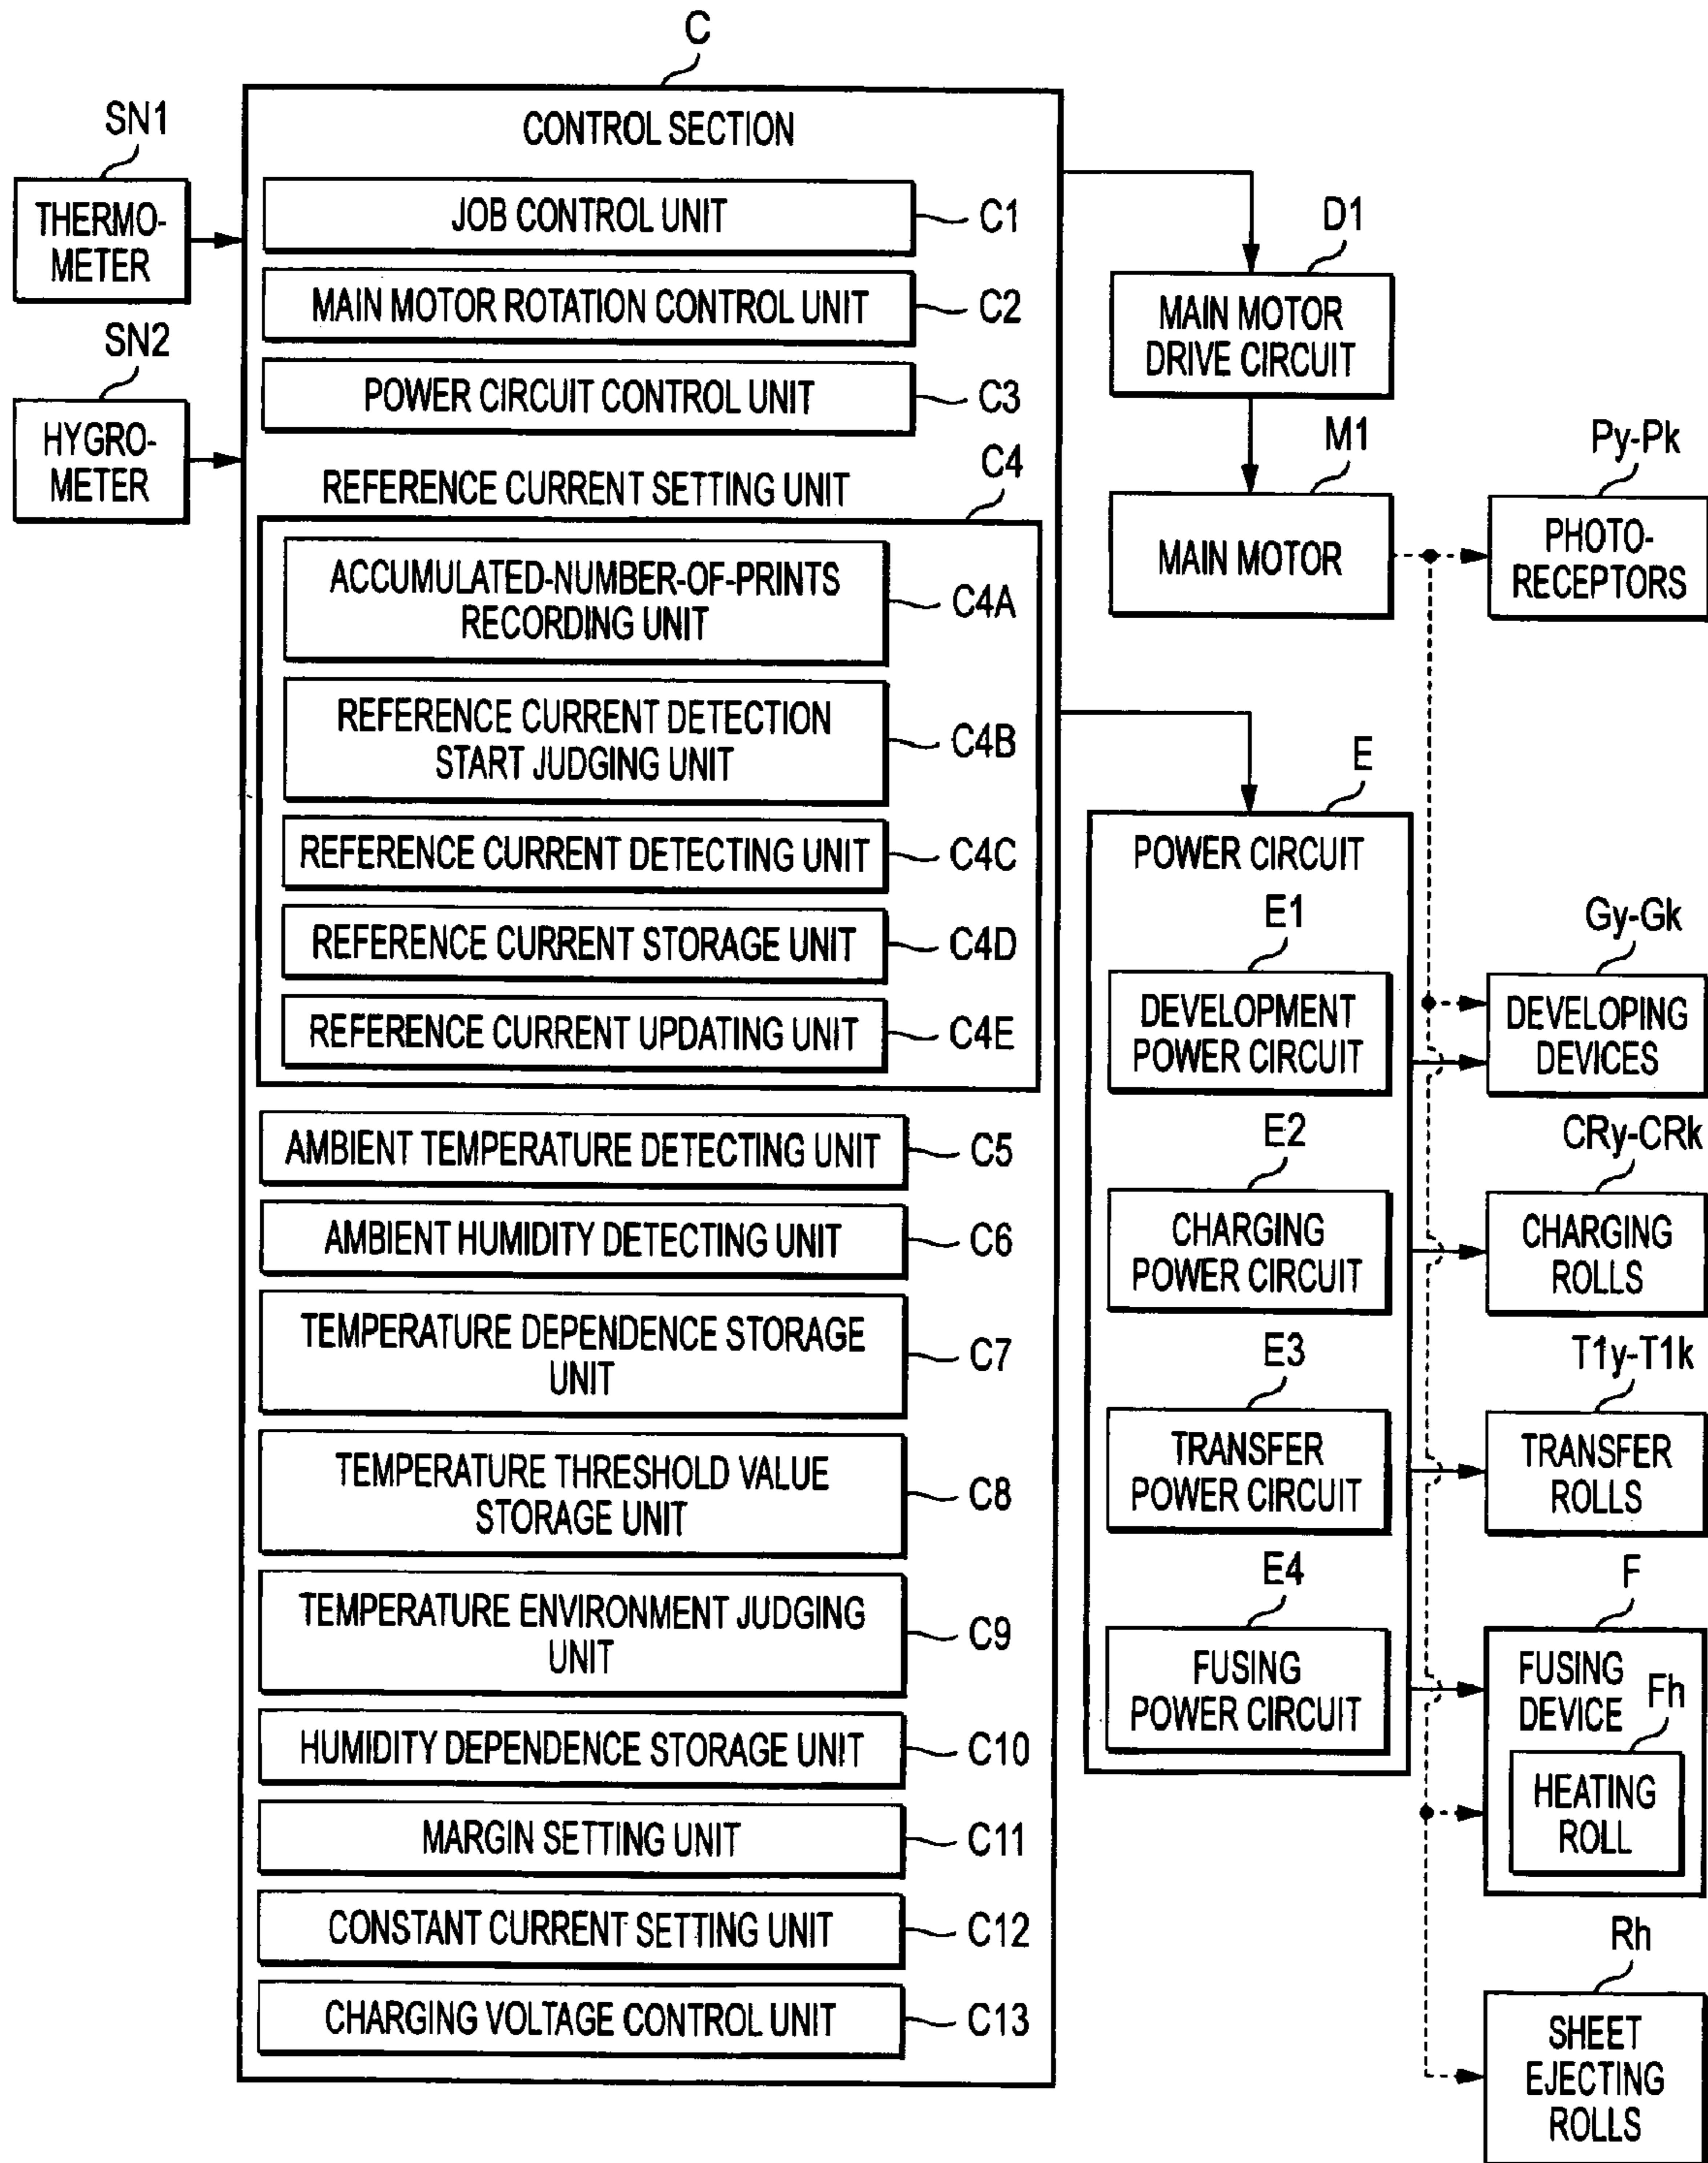 C
CONTROL SECTION
SN1
THERMO-
METER
SN2
HYGRO-
METER
JOB CONTROL UNIT
C1
MAIN MOTOR ROTATION CONTROL UNIT
C2
POWER CIRCUIT CONTROL UNIT
C3
REFERENCE CURRENT SETTING UNIT
C4
ACCUMULATED-NUMBER-OF-PRINTS
RECORDING UNIT
C4A
REFERENCE CURRENT DETECTION
START JUDGING UNIT
C4B
REFERENCE CURRENT DETECTING UNIT
C4C
REFERENCE CURRENT STORAGE UNIT
C4D
REFERENCE CURRENT UPDATING UNIT
C4E
AMBIENT TEMPERATURE DETECTING UNIT
C5
AMBIENT HUMIDITY DETECTING UNIT
C6
TEMPERATURE DEPENDENCE STORAGE
UNIT
C7
TEMPERATURE THRESHOLD VALUE
STORAGE UNIT
C8
TEMPERATURE ENVIRONMENT JUDGING
UNIT
C9
HUMIDITY DEPENDENCE STORAGE UNIT
C10
MARGIN SETTING UNIT
C11
CONSTANT CURRENT SETTING UNIT
C12
CHARGING VOLTAGE CONTROL UNIT
C13
D1
MAIN MOTOR
DRIVE CIRCUIT
M1
MAIN MOTOR
E
POWER CIRCUIT
E1
DEVELOPMENT
POWER CIRCUIT
E2
CHARGING
POWER CIRCUIT
E3
TRANSFER
POWER CIRCUIT
E4
FUSING
POWER CIRCUIT
Py-Pk
PHOTO-
RECEPTORS
Gy-Gk
DEVELOPING
DEVICES
CRy-CRk
CHARGING
ROLLS
T1y-T1k
TRANSFER
ROLLS
F
FUSING
DEVICE
Fh
HEATING
ROLL
Rh
SHEET
EJECTING
ROLLS